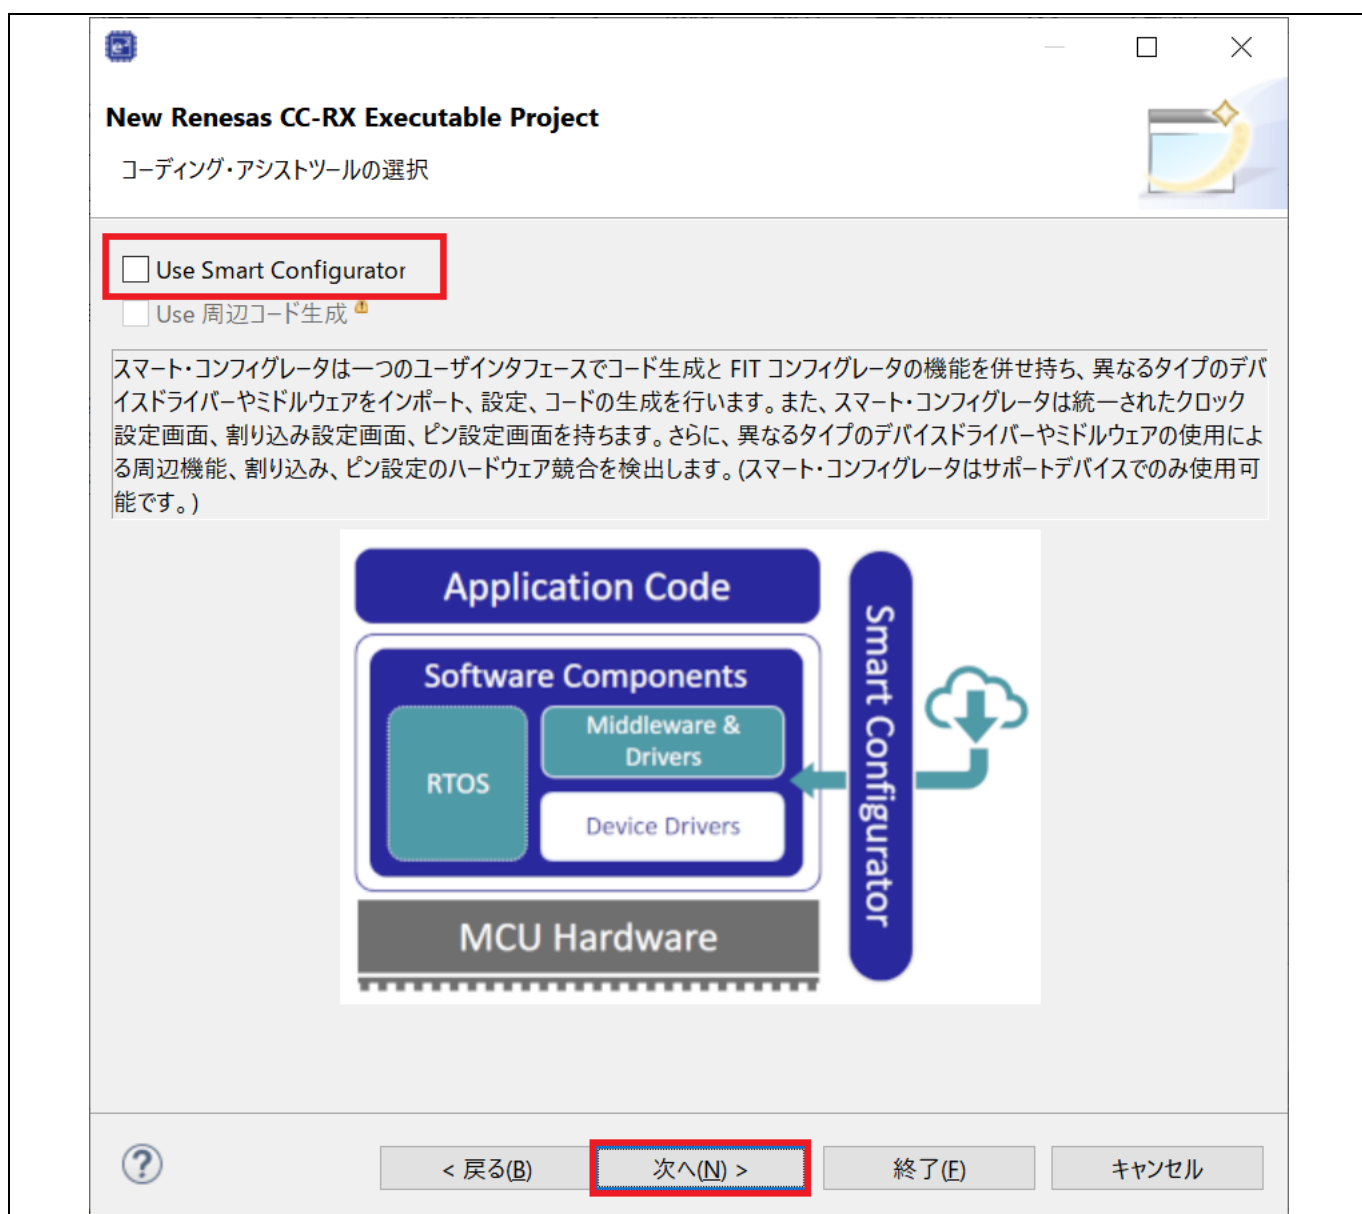 New Renesas CC-RX Executable Project
コーディング・アシストツールの選択
Use Smart Configurator
Use 周辺コード生成
スマート・コンフィグレータは一つのユーザインタフェースでコード生成と FIT コンフィグレータの機能を併せ持ち、異なるタイプのデバ
イスドライバーやミドルウェアをインポート、設定、コードの生成を行います。また、スマート・コンフィグレータは統一されたクロック
設定画面、割り込み設定画面、ピン設定画面を持ちます。さらに、異なるタイプのデバイスドライバーやミドルウェアの使用によ
る周辺機能、割り込み、ピン設定のハードウェア競合を検出します。(スマート・コンフィグレータはサポートデバイスでのみ使用可
能です。)
Application Code
Software Components
RTOS
Middleware &
Drivers
Device Drivers
MCU Hardware
Smart Configurator
< 戻る(B)
次へ(N) >
終了(F)
キャンセル